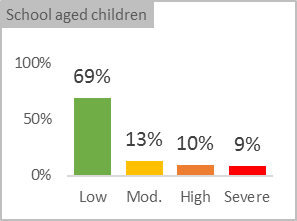 School aged children
100%
69%
50%
13% 10% 9%
0%
Low Mod. High Severe